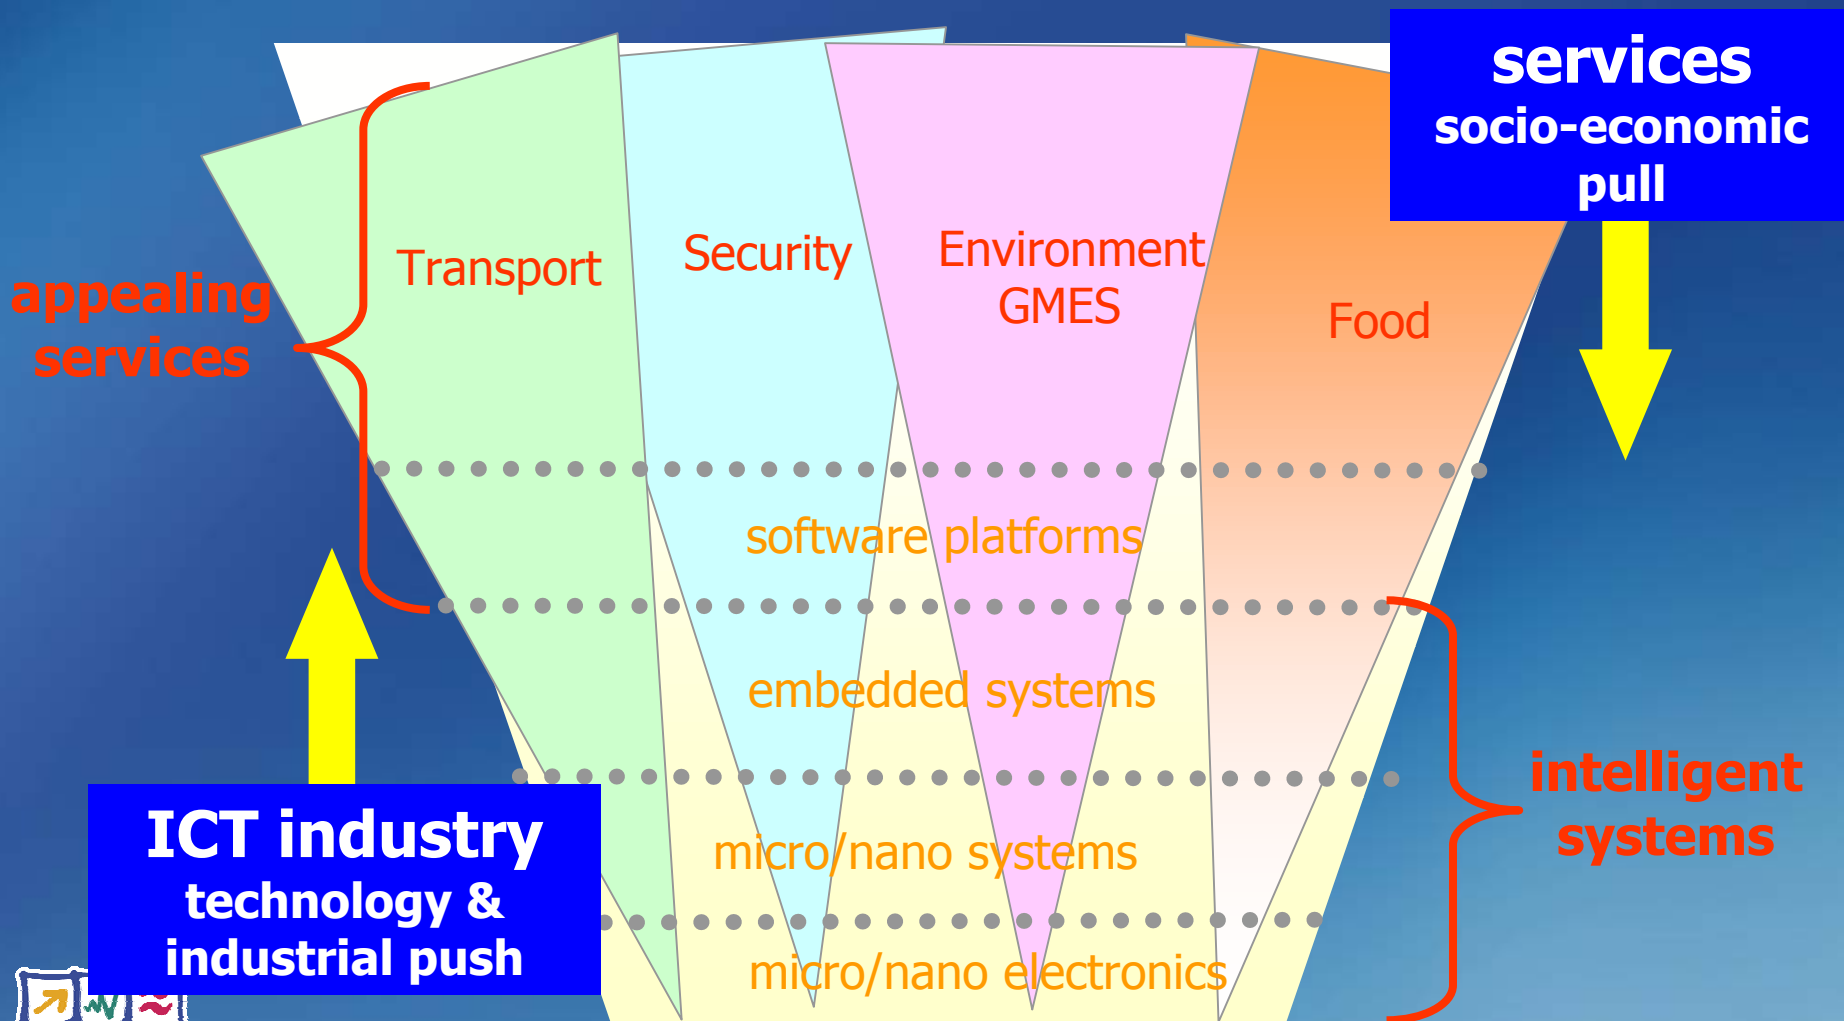 services
socio-economic
pull
Transport
Security
Environment
GMES
Food
appealing
services
software platforms
embedded systems
micro/nano systems
micro/nano electronics
intelligent
systems
ICT industry
technology &
industrial push